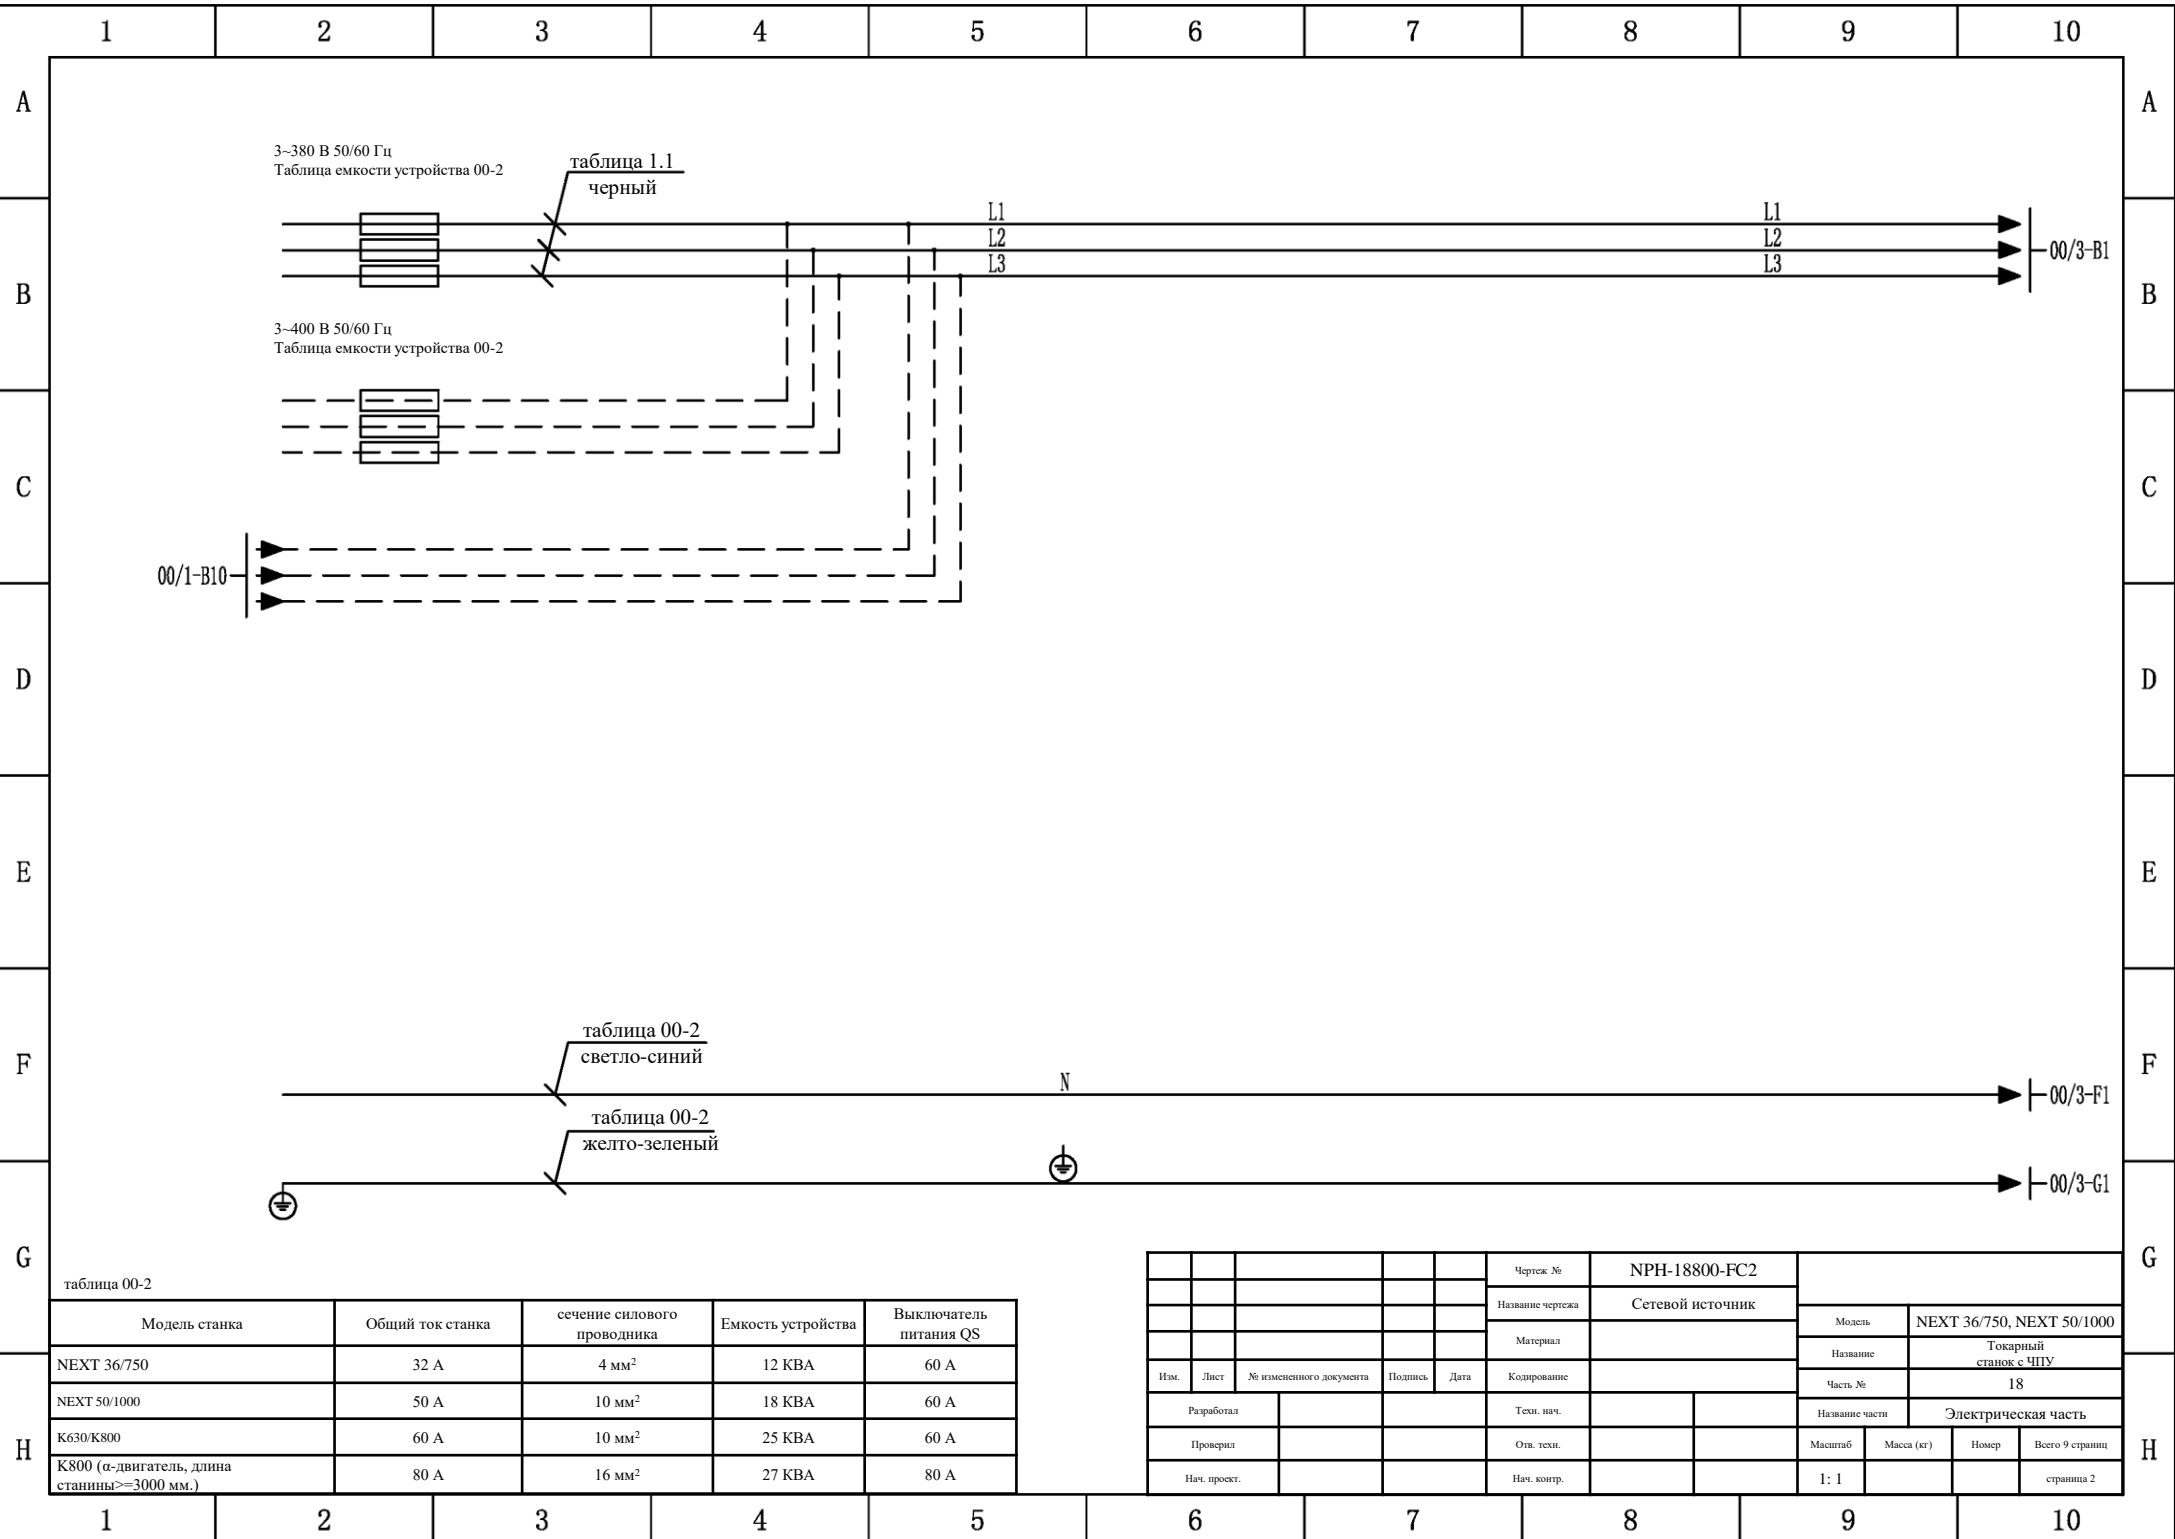 1 2 3 4 5 6 7 8 9 10
A A
3~380 В 50/60 Гц
Таблица емкости устройства 00-2
таблица 1.1
черный
L1 L1
L2 L2
L3 L3
00/3-B1
B B
3~400 В 50/60 Гц
Таблица емкости устройства 00-2
C C
00/1-B10
D D
E E
таблица 00-2
светло-синий
F F
N
00/3-F1
таблица 00-2
желто-зеленый
00/3-G1
G G
таблица 00-2
Модель станка Общий ток станка сечение силового проводника Емкость устройства Выключатель питания QS
NEXT 36/750 32 А 4 мм² 12 КВА 60 А
NEXT 50/1000 50 А 10 мм² 18 КВА 60 А
K630/K800 60 А 10 мм² 25 КВА 60 А
K800 (α-двигатель, длина станины>=3000 мм.) 80 А 16 мм² 27 КВА 80 А
Чертеж № NPH-18800-FC2
Название чертежа Сетевой источник
Модель NEXT 36/750, NEXT 50/1000
Материал
Название Токарный станок с ЧПУ
Изм. Лист № измененного документа Подпись Дата Кодирование
Часть № 18
Разработал Техн. нач.
Название части Электрическая часть
Проверил Отв. техн. Масштаб Масса (кг) Номер Всего 9 страниц
Нач. проект. Нач. контр. 1: 1 страница 2
H H
1 2 3 4 5 6 7 8 9 10